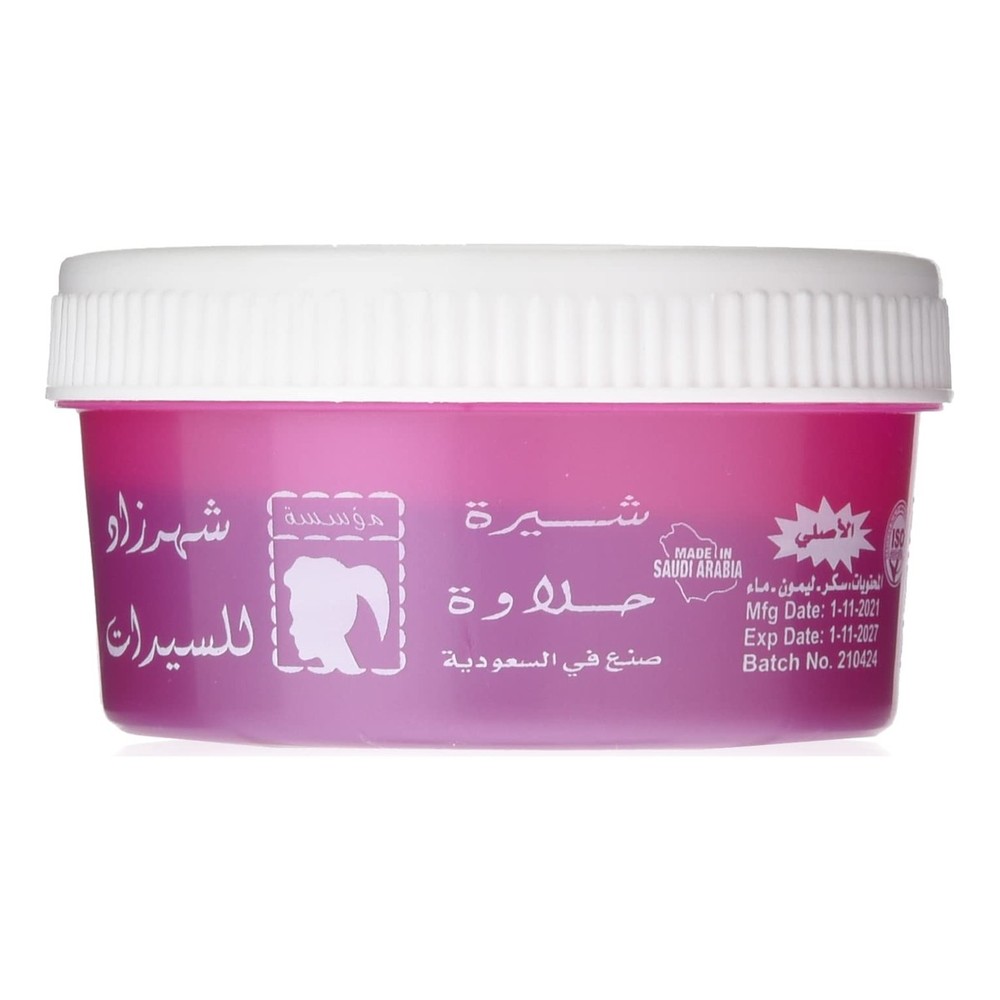 شهرزاد
للسيدات
مؤسسة
شيرة
حلاوة
صنع في السعودية
MADE IN
SAUDI ARABIA
الأصلي
المحتويات: سكر - ليمون - ماء
Mfg Date: 1-11-2021
Exp Date: 1-11-2027
Batch No. 210424
ISO